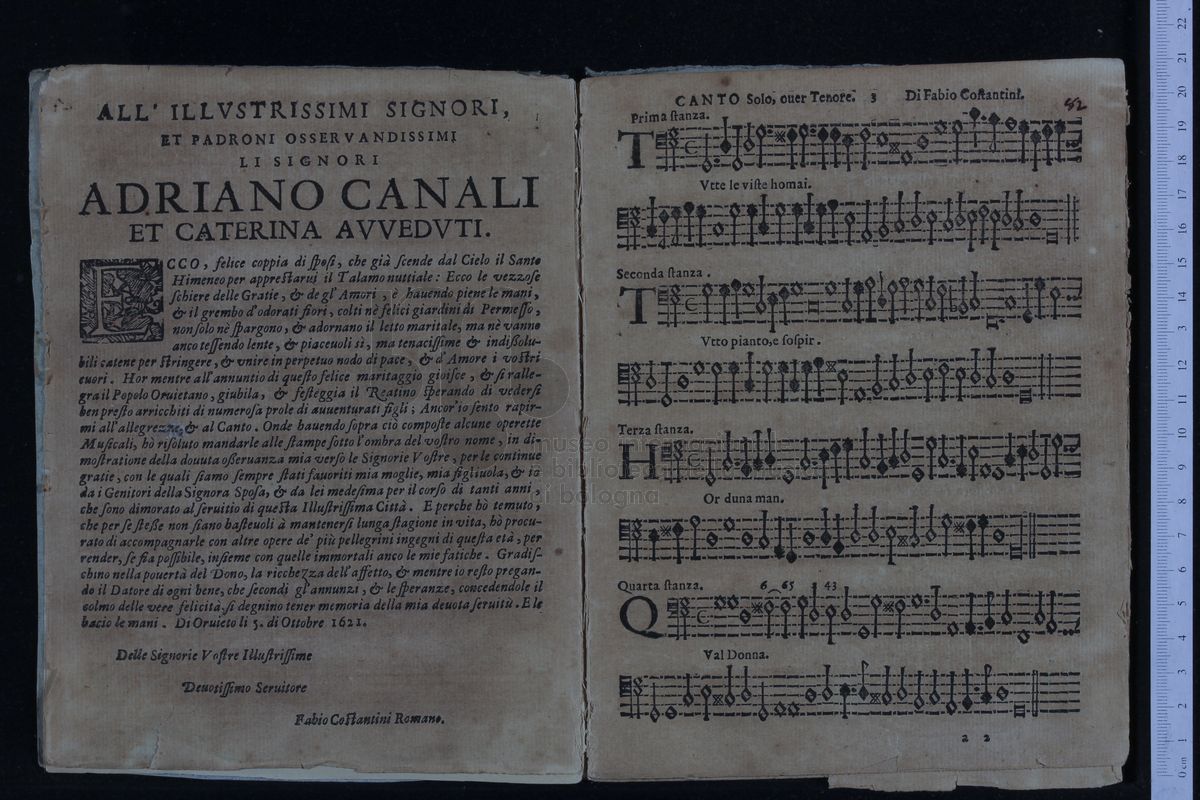 ALL' ILLVSTRISSIMI SIGNORI,
ET PADRONI OSSERVANDISSIMI
LI SIGNORI
ADRIANO CANALI
ET CATERINA AVVEDVTI.
ECCO, felice coppia di ſpoſi, che già ſcende dal Cielo il Santo
Himeneo per appreſtarui il Talamo nuttiale: Ecco le vezzoſe
ſchiere delle Gratie, & de gl' Amori, è hauendo piene le mani,
& il grembo d'odorati fiori, colti nè felici giardini di Permeſſo,
non ſolo nè ſpargono, & adornano il letto maritale, ma nè vanno
anco teſſendo lente, & piaceuoli sì, ma tenaciſſime & indiſſolu-
bili catene per ſtringere, & vnire in perpetuo nodo di pace, & d' Amore i voſtri
cuori. Hor mentre all'annuntio di queſto felice maritaggio gioiſce, & ſi ralle-
gra il Popolo Oruietano, giubila, & feſteggia il Reatino ſperando di vederſi
ben preſto arricchiti di numeroſa prole di auuenturati figli; Ancor'io ſento rapir-
mi all'allegrezze, & al Canto. Onde hauendo ſopra ciò compoſte alcune operette
Muſicali, hò riſoluto mandarle alle ſtampe ſotto l'ombra del voſtro nome, in di-
moſtratione della douuta oſſeruanza mia verſo le Signorie Voſtre, per le continue
gratie, con le quali ſiamo ſempre ſtati fauoriti mia moglie, mia figliuola, & io
da i Genitori della Signora Spoſa, & da lei medeſima per il corſo di tanti anni,
che ſono dimorato al ſeruitio di queſta Illuſtriſſima Città. E perche hò temuto,
che per ſe ſteſſe non ſiano baſteuoli à mantenerſi lunga ſtagione in vita, hò procu-
rato di accompagnarle con altre opere de' più pellegrini ingegni di queſta età, per
render, ſe fia poſſibile, inſieme con quelle immortali anco le mie fatiche. Gradiſ-
chino nella pouertà del Dono, la ricchezza dell'affetto, & mentre io reſto pregan-
do il Datore di ogni bene, che ſecondi gl'annunzi, & le ſperanze, concedendole il
colmo delle vere felicità, ſi degnino tener memoria della mia deuota ſeruitù. E le
bacio le mani. Di Oruieto li 5. di Ottobre 1621.
Delle Signorie Voſtre Illuſtriſſime
Deuotiſſimo Seruitore
Fabio Coſtantini Romano.
CANTO Solo, ouer Tenore. 3 Di Fabio Coſtantini.
52
Prima ſtanza.
T
Vtte le viſte homai.
Seconda ſtanza.
T
Vtto pianto, e ſoſpir.
Terza ſtanza.
H
Or duna man.
Quarta ſtanza. 6 65 43
Q
Val Donna.
2 2
museo internazionale
e biblioteca
di bologna